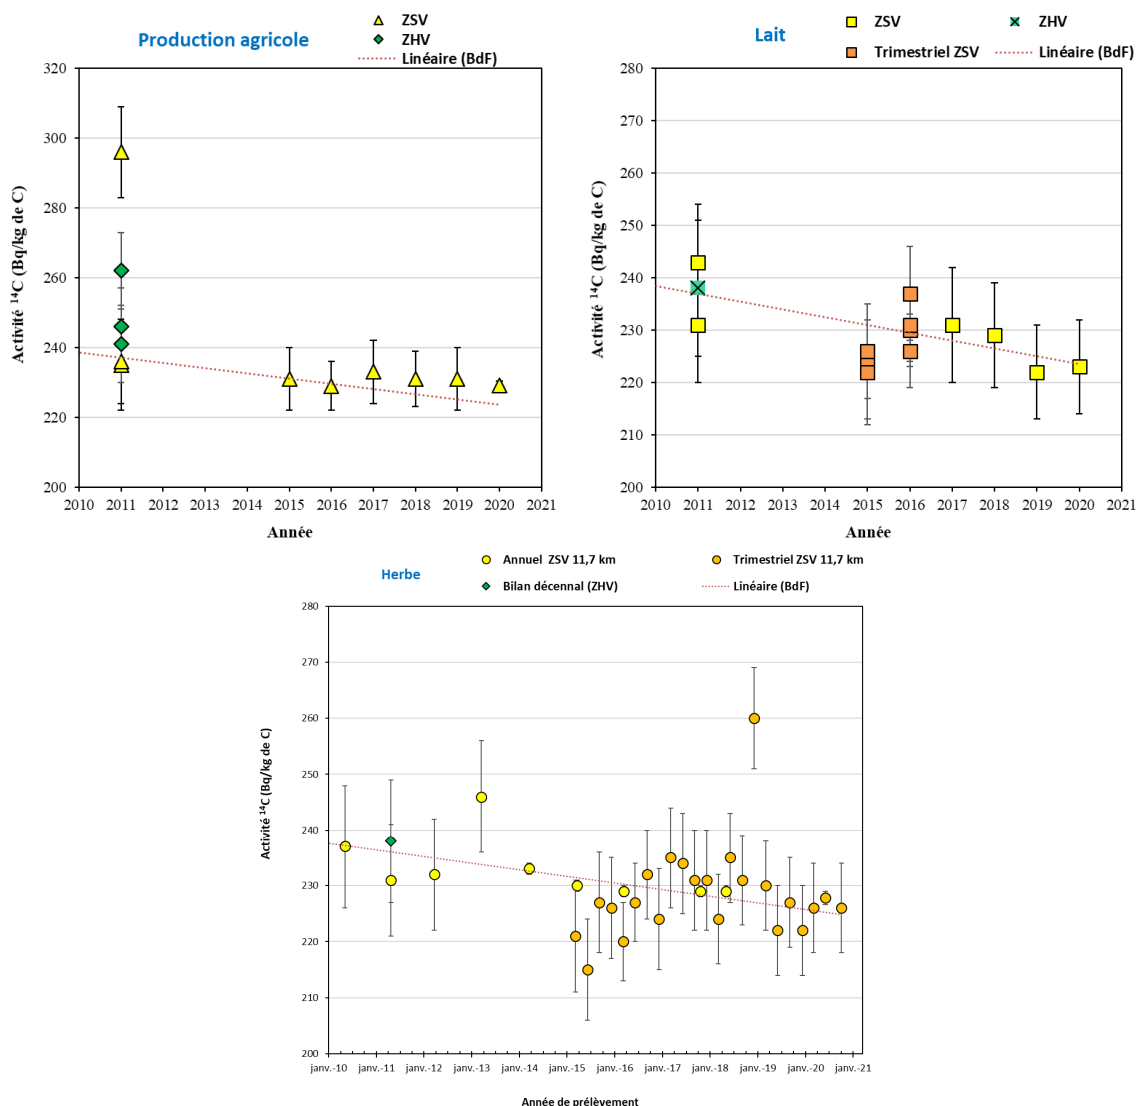 Production agricole
ZSV
ZHV
Linéaire (BdF)
Activité ¹⁴C (Bq/kg de C)
320
300
280
260
240
220
200
2010 2011 2012 2013 2014 2015 2016 2017 2018 2019 2020 2021
Année
Lait
ZSV ZHV
Trimestriel ZSV Linéaire (BdF)
Activité ¹⁴C (Bq/kg de C)
280
270
260
250
240
230
220
210
200
2010 2011 2012 2013 2014 2015 2016 2017 2018 2019 2020 2021
Année
Herbe
Annuel ZSV 11,7 km Trimestriel ZSV 11,7 km
Bilan décennal (ZHV) Linéaire (BdF)
Activité ¹⁴C (Bq/kg de C)
280
270
260
250
240
230
220
210
200
janv.-10 janv.-11 janv.-12 janv.-13 janv.-14 janv.-15 janv.-16 janv.-17 janv.-18 janv.-19 janv.-20 janv.-21
Année de prélèvement